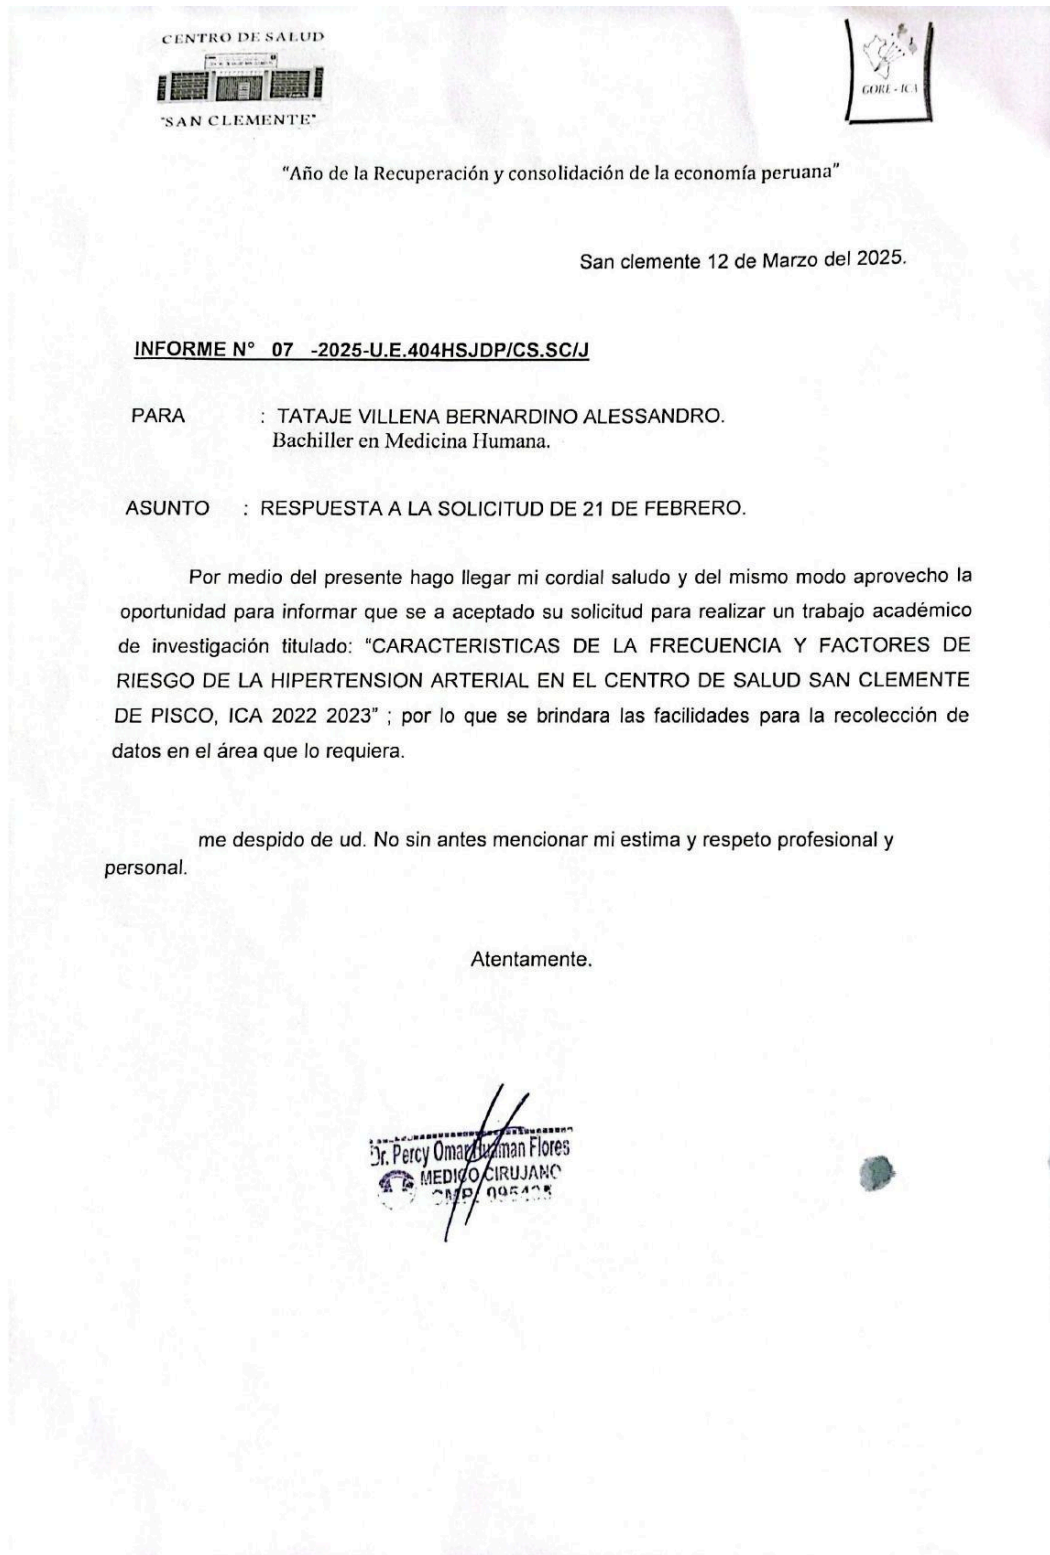 CENTRO DE SALUD
"SAN CLEMENTE"
GORE - ICA
"Año de la Recuperación y consolidación de la economía peruana"
San clemente 12 de Marzo del 2025.
INFORME N° 07 -2025-U.E.404HSJDP/CS.SC/J
PARA : TATAJE VILLENA BERNARDINO ALESSANDRO.
Bachiller en Medicina Humana.
ASUNTO : RESPUESTA A LA SOLICITUD DE 21 DE FEBRERO.
Por medio del presente hago llegar mi cordial saludo y del mismo modo aprovecho la
oportunidad para informar que se a aceptado su solicitud para realizar un trabajo académico
de investigación titulado: "CARACTERISTICAS DE LA FRECUENCIA Y FACTORES DE
RIESGO DE LA HIPERTENSION ARTERIAL EN EL CENTRO DE SALUD SAN CLEMENTE
DE PISCO, ICA 2022 2023" ; por lo que se brindara las facilidades para la recolección de
datos en el área que lo requiera.
me despido de ud. No sin antes mencionar mi estima y respeto profesional y
personal.
Atentamente.
Dr. Percy Omar Huaman Flores
MEDICO CIRUJANO
CMP.